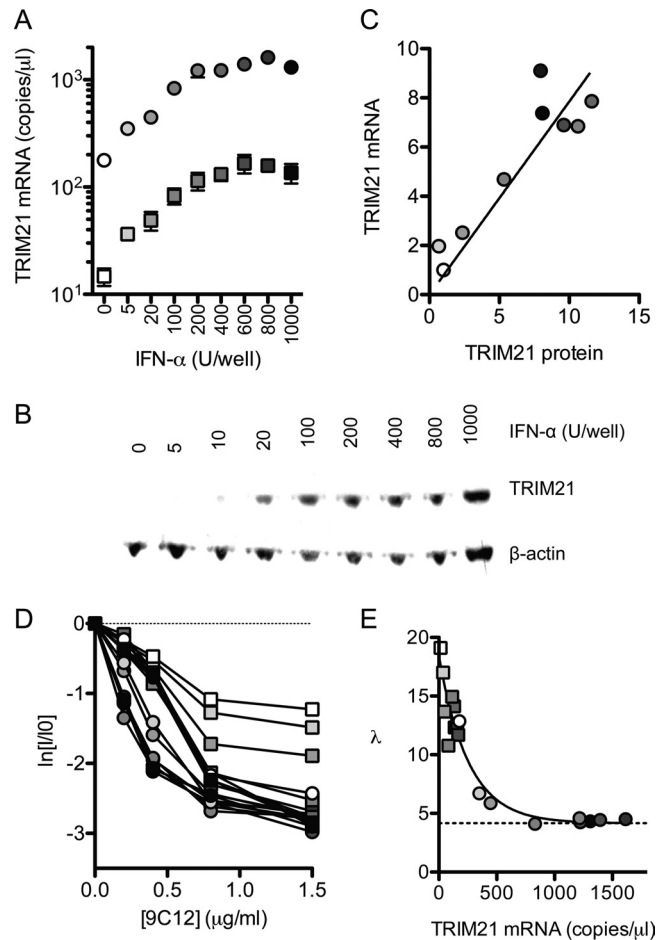 A
TRIM21 mRNA (copies/μl)
10³
10²
10¹
0 5 20 100 200 400 600 800 1000
IFN-α (U/well)
C
TRIM21 mRNA
10
8
6
4
2
0
0 5 10 15
TRIM21 protein
B
0 5 10 20 100 200 400 800 1000 IFN-α (U/well)
TRIM21
β-actin
D
ln[I/I0]
0
-1
-2
-3
0.0 0.5 1.0 1.5
[9C12] (μg/ml)
E
λ
20
15
10
5
0
0 500 1000 1500
TRIM21 mRNA (copies/μl)